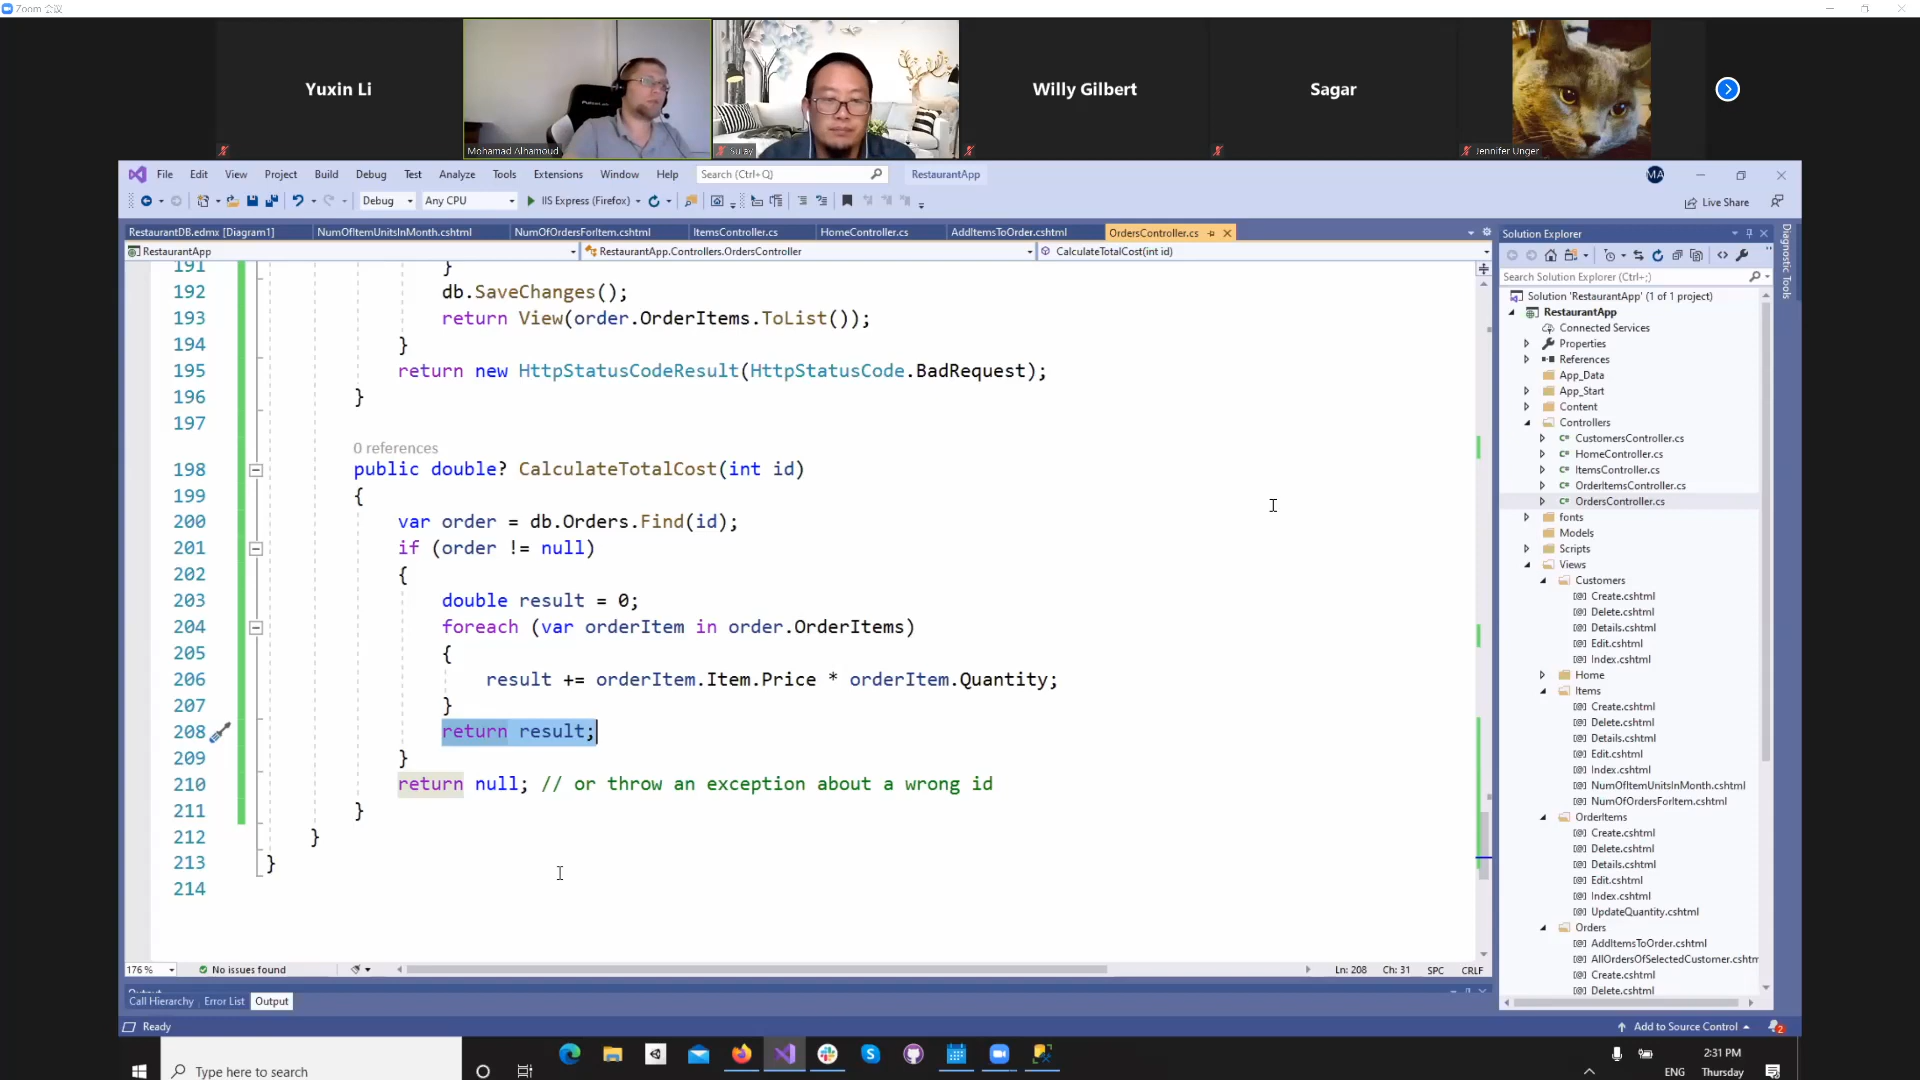 Zoom 会议
Yuxin Li
Mohamad Alhamoud
Su lay
Willy Gilbert
Sagar
Jennifer Unger
File Edit View Project Build Debug Test Analyze Tools Extensions Window Help Search (Ctrl+Q) RestaurantApp MA
Debug Any CPU IIS Express (Firefox) Live Share
RestaurantDB.edmx [Diagram1] NumOfItemUnitsInMonth.cshtml NumOfOrdersForItem.cshtml ItemsController.cs HomeController.cs AddItemsToOrder.cshtml OrdersController.cs
RestaurantApp RestaurantApp.Controllers.OrdersController CalculateTotalCost(int id)
191 }
192 db.SaveChanges();
193 return View(order.OrderItems.ToList());
194 }
195 return new HttpStatusCodeResult(HttpStatusCode.BadRequest);
196 }
197
0 references
198 public double? CalculateTotalCost(int id)
199 {
200 var order = db.Orders.Find(id);
201 if (order != null)
202 {
203 double result = 0;
204 foreach (var orderItem in order.OrderItems)
205 {
206 result += orderItem.Item.Price * orderItem.Quantity;
207 }
208 return result;
209 }
210 return null; // or throw an exception about a wrong id
211 }
212 }
213 }
214
176 % No issues found Ln: 208 Ch: 31 SPC CRLF
Output
Call Hierarchy Error List Output
Ready Add to Source Control 2
Solution Explorer
Search Solution Explorer (Ctrl+;)
Solution 'RestaurantApp' (1 of 1 project)
RestaurantApp
Connected Services
Properties
References
App_Data
App_Start
Content
Controllers
CustomersController.cs
HomeController.cs
ItemsController.cs
OrderItemsController.cs
OrdersController.cs
fonts
Models
Scripts
Views
Customers
Create.cshtml
Delete.cshtml
Details.cshtml
Edit.cshtml
Index.cshtml
Home
Items
Create.cshtml
Delete.cshtml
Details.cshtml
Edit.cshtml
Index.cshtml
NumOfItemUnitsInMonth.cshtml
NumOfOrdersForItem.cshtml
OrderItems
Create.cshtml
Delete.cshtml
Details.cshtml
Edit.cshtml
Index.cshtml
UpdateQuantity.cshtml
Orders
AddItemsToOrder.cshtml
AllOrdersOfSelectedCustomer.cshtm
Create.cshtml
Delete.cshtml
Diagnostic Tools
Type here to search
2:31 PM
ENG Thursday